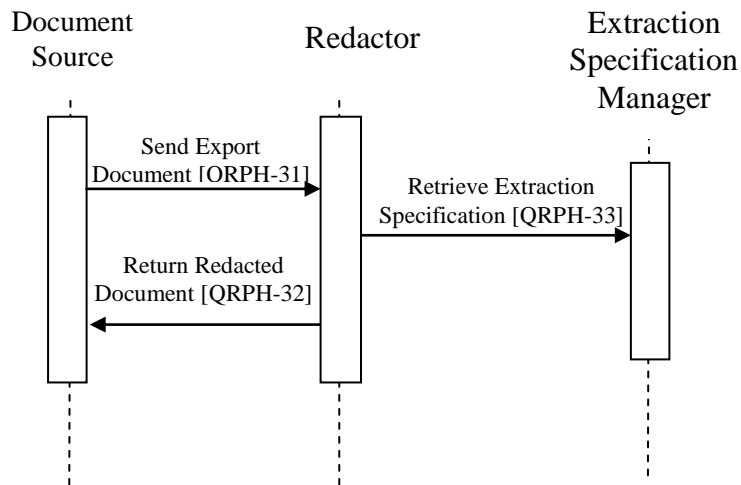 Document
Source
Redactor
Extraction
Specification
Manager
Send Export
Document [QRPH-31]
Retrieve Extraction
Specification [QRPH-33]
Return Redacted
Document [QRPH-32]